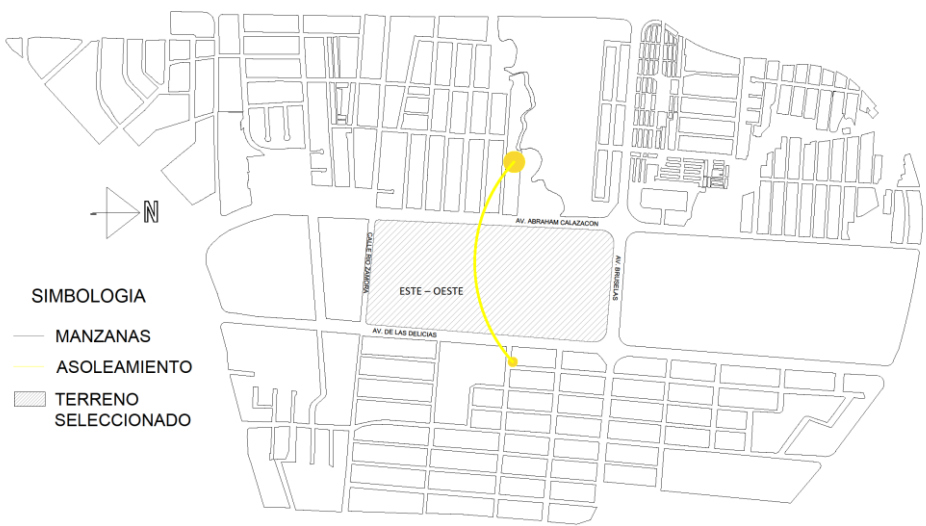 AV. ABRAHAM CALAZACON
N
CALLE RIO ZAMORA
AV. BRUSELAS
ESTE – OESTE
SIMBOLOGIA
AV. DE LAS DELICIAS
MANZANAS
ASOLEAMIENTO
TERRENO
SELECCIONADO